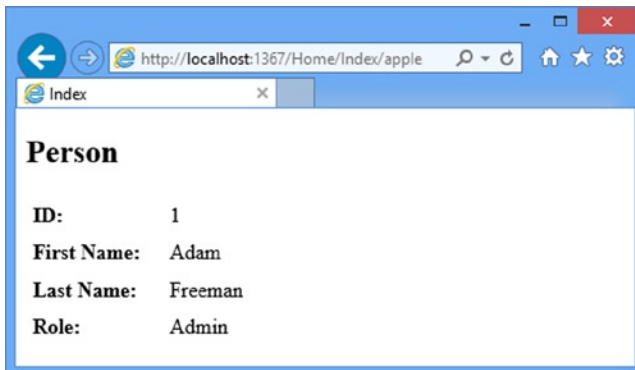 http://localhost:1367/Home/Index/apple
Index
Person
ID: 1
First Name: Adam
Last Name: Freeman
Role: Admin